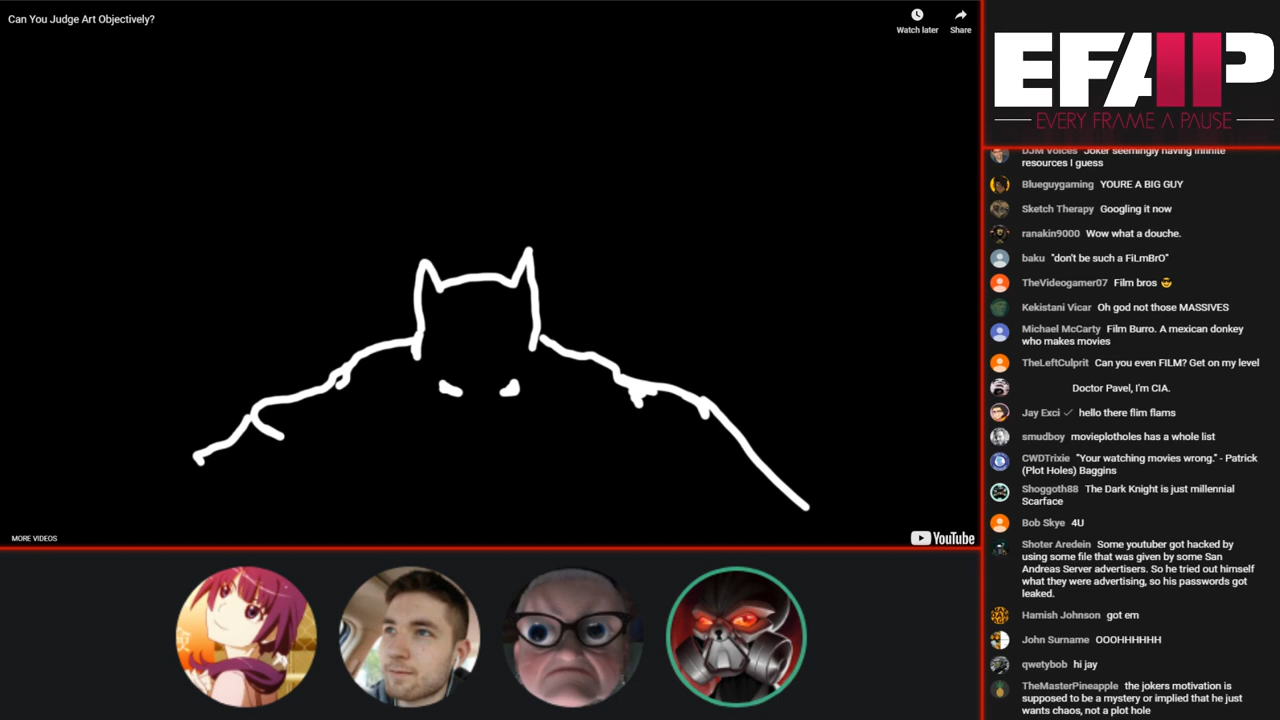 Can You Judge Art Objectively?
Watch later
Share
MORE VIDEOS
YouTube
EFAP
EVERY FRAME A PAUSE
DJM Voices Joker seemingly having infinite
resources I guess
Blueguygaming YOURE A BIG GUY
Sketch Therapy Googling it now
ranakin9000 Wow what a douche.
baku "don't be such a FiLmBrO"
TheVideogamer07 Film bros 😎
Kekistani Vicar Oh god not those MASSIVES
Michael McCarty Film Burro. A mexican donkey
who makes movies
TheLeftCulprit Can you even FILM? Get on my level
Doctor Pavel, I'm CIA.
Jay Exci ✓ hello there flim flams
smudboy movieplotholes has a whole list
CWDTrixie "Your watching movies wrong." - Patrick
(Plot Holes) Baggins
Shoggoth88 The Dark Knight is just millennial
Scarface
Bob Skye 4U
Shoter Aredein Some youtuber got hacked by
using some file that was given by some San
Andreas Server advertisers. So he tried out himself
what they were advertising, so his passwords got
leaked.
Hamish Johnson got em
John Surname OOOHHHHHH
qwetybob hi jay
TheMasterPineapple the jokers motivation is
supposed to be a mystery or implied that he just
wants chaos, not a plot hole